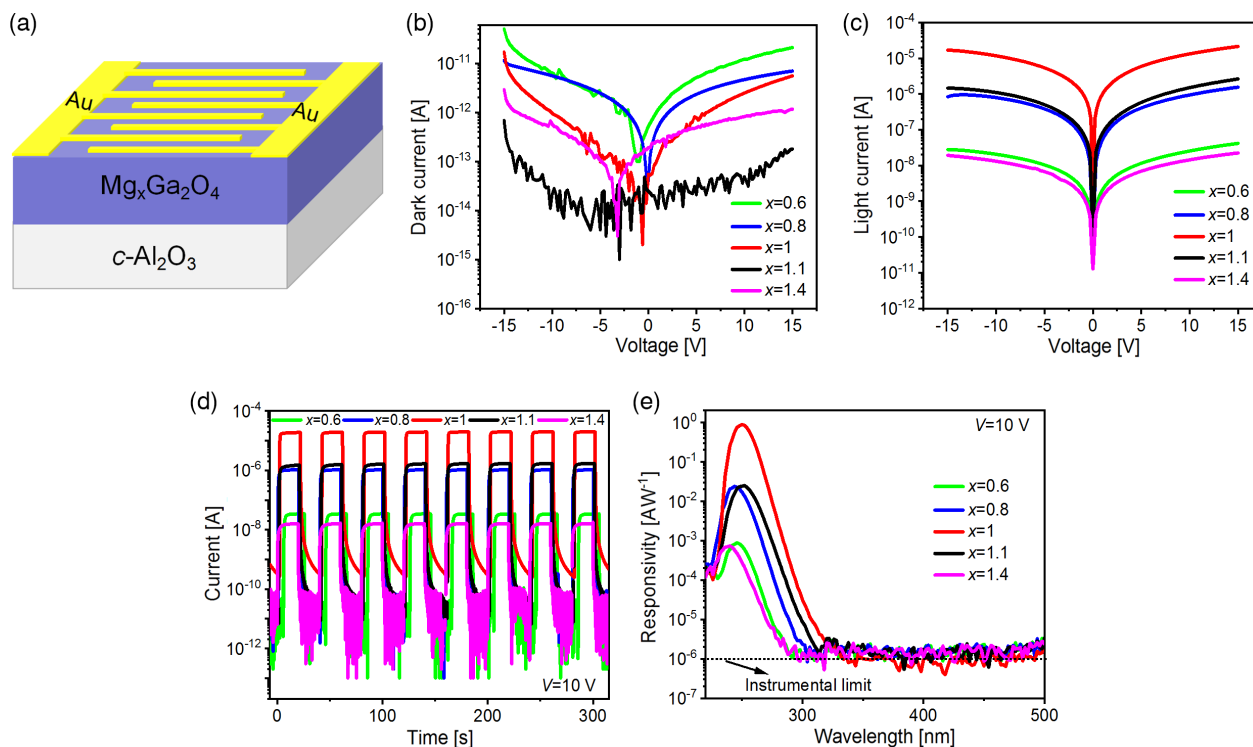 (a)
Au
Au
MgₓGa₂O₄
c-Al₂O₃
(b)
Dark current [A]
10⁻¹¹
10⁻¹²
10⁻¹³
10⁻¹⁴
10⁻¹⁵
10⁻¹⁶
x=0.6
x=0.8
x=1
x=1.1
x=1.4
-15 -10 -5 0 5 10 15
Voltage [V]
(c)
Light current [A]
10⁻⁴
10⁻⁵
10⁻⁶
10⁻⁷
10⁻⁸
10⁻⁹
10⁻¹⁰
10⁻¹¹
10⁻¹²
x=0.6
x=0.8
x=1
x=1.1
x=1.4
-15 -10 -5 0 5 10 15
Voltage [V]
(d)
Current [A]
10⁻⁴
10⁻⁶
10⁻⁸
10⁻¹⁰
10⁻¹²
x=0.6 x=0.8 x=1 x=1.1 x=1.4
V=10 V
0 100 200 300
Time [s]
(e)
Responsivity [AW⁻¹]
10⁰
10⁻¹
10⁻²
10⁻³
10⁻⁴
10⁻⁵
10⁻⁶
10⁻⁷
V=10 V
x=0.6
x=0.8
x=1
x=1.1
x=1.4
Instrumental limit
300 400 500
Wavelength [nm]